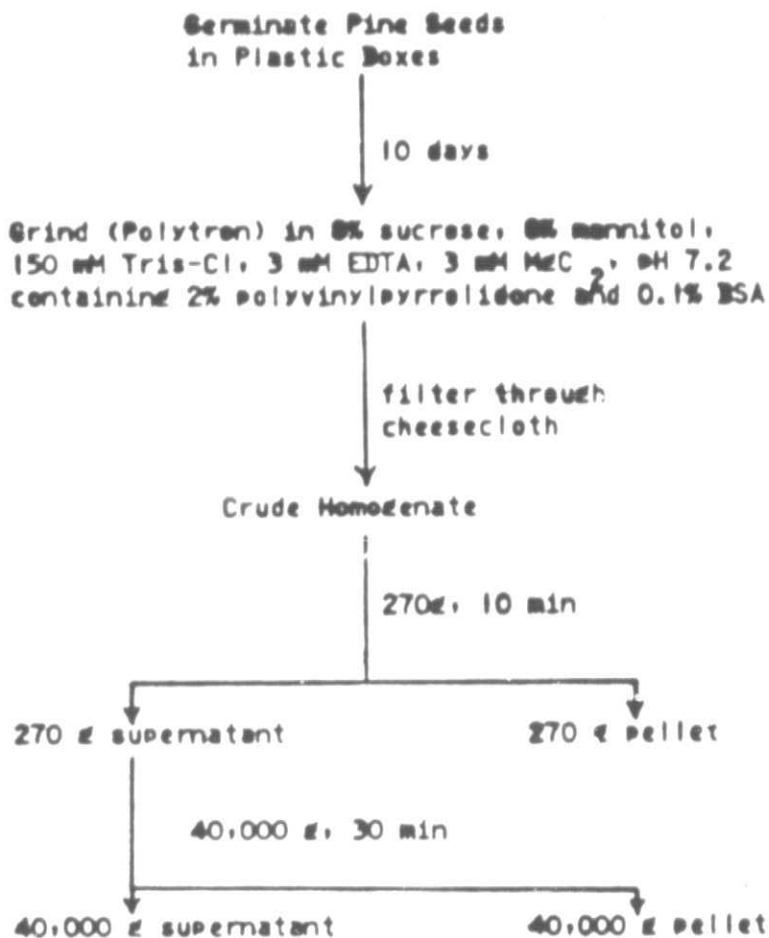 Germinate Pine Seeds
in Plastic Boxes
10 days
Grind (Polytron) in sucrose, mannitol,
150 mM Tris-Cl, 3 mM EDTA, 3 mM MgC 2, pH 7.2
containing 2% polyvinylpyrrolidone and 0.1% BSA
filter through
cheesecloth
Crude Homogenate
270g, 10 min
270 g supernatant 270 g pellet
40,000 g, 30 min
40,000 g supernatant 40,000 g pellet